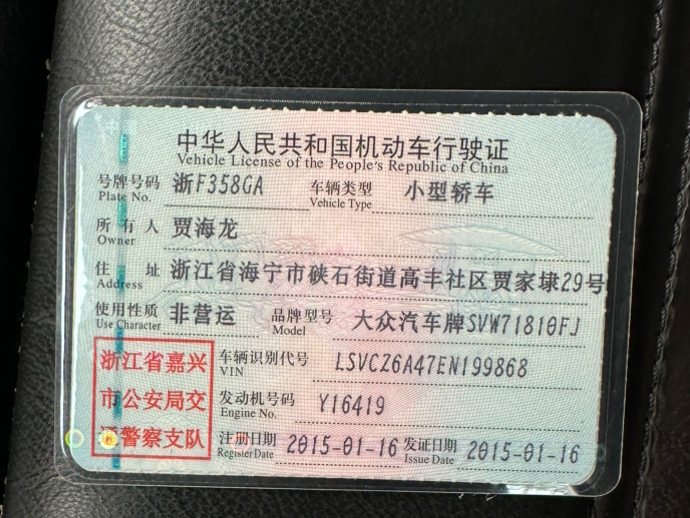 中华人民共和国机动车行驶证
Vehicle License of the People's Republic of China
号牌号码 浙F358GA 车辆类型 小型轿车
Plate No. Vehicle Type
所有人 贾海龙
Owner
住址 浙江省海宁市硖石街道高丰社区贾家埭29号
Address
使用性质 非营运 品牌型号 大众汽车牌SVW71810FJ
Use Character Model
浙江省嘉兴
市公安局交
通警察支队
车辆识别代号 LSVCZ6A47EN199868
VIN
发动机号码 Y16419
Engine No.
注册日期 2015-01-16 发证日期 2015-01-16
Register Date Issue Date